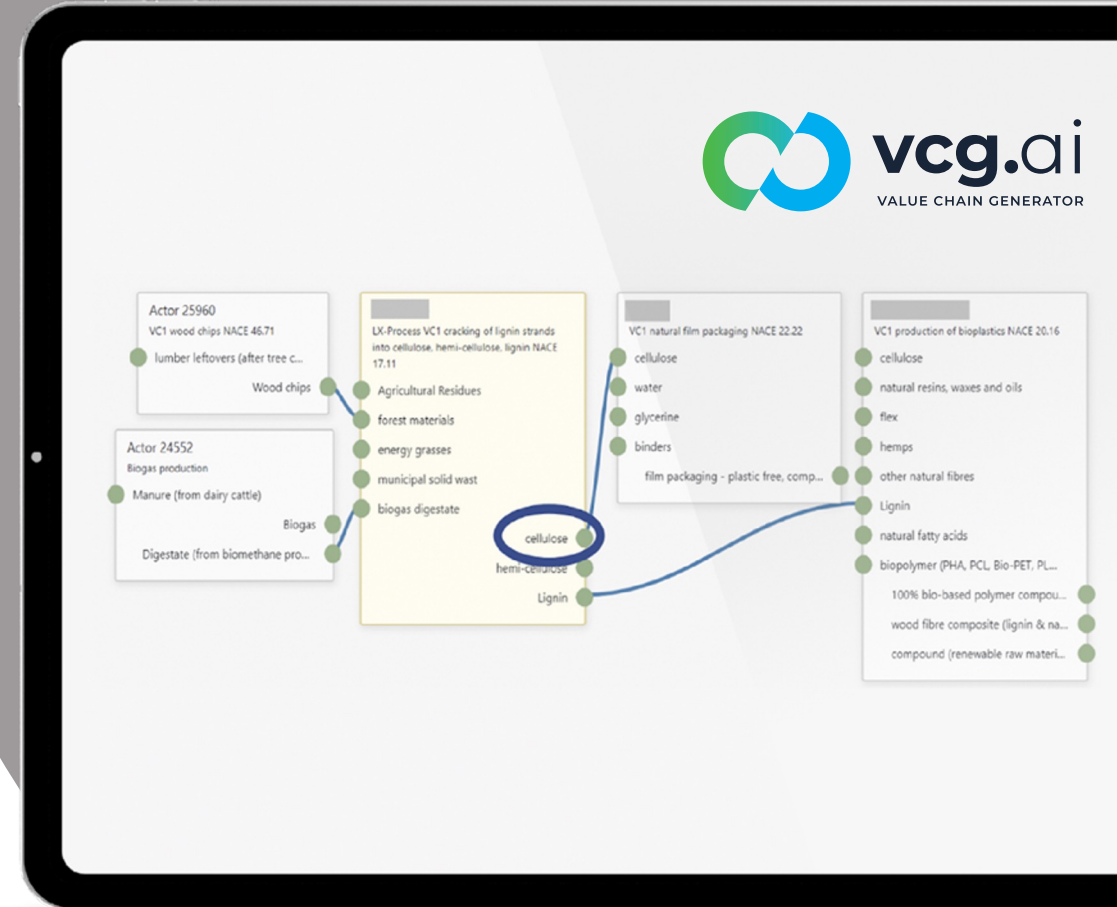 vcg.ai
VALUE CHAIN GENERATOR
Actor 25960
VC1 wood chips NACE 46.71
lumber leftovers (after tree c...
Wood chips
Actor 24552
Biogas production
Manure (from dairy cattle)
Biogas
Digestate (from biomethane pro...
LX-Process VC1 cracking of lignin strands
into cellulose, hemi-cellulose, lignin NACE
17.11
Agricultural Residues
forest materials
energy grasses
municipal solid wast
biogas digestate
cellulose
hemi-cellulose
Lignin
VC1 natural film packaging NACE 22.22
cellulose
water
glycerine
binders
film packaging - plastic free, comp...
VC1 production of bioplastics NACE 20.16
cellulose
natural resins, waxes and oils
flex
hemps
other natural fibres
Lignin
natural fatty acids
biopolymer (PHA, PCL, Bio-PET, PL...
100% bio-based polymer compou...
wood fibre composite (lignin & na...
compound (renewable raw materi...